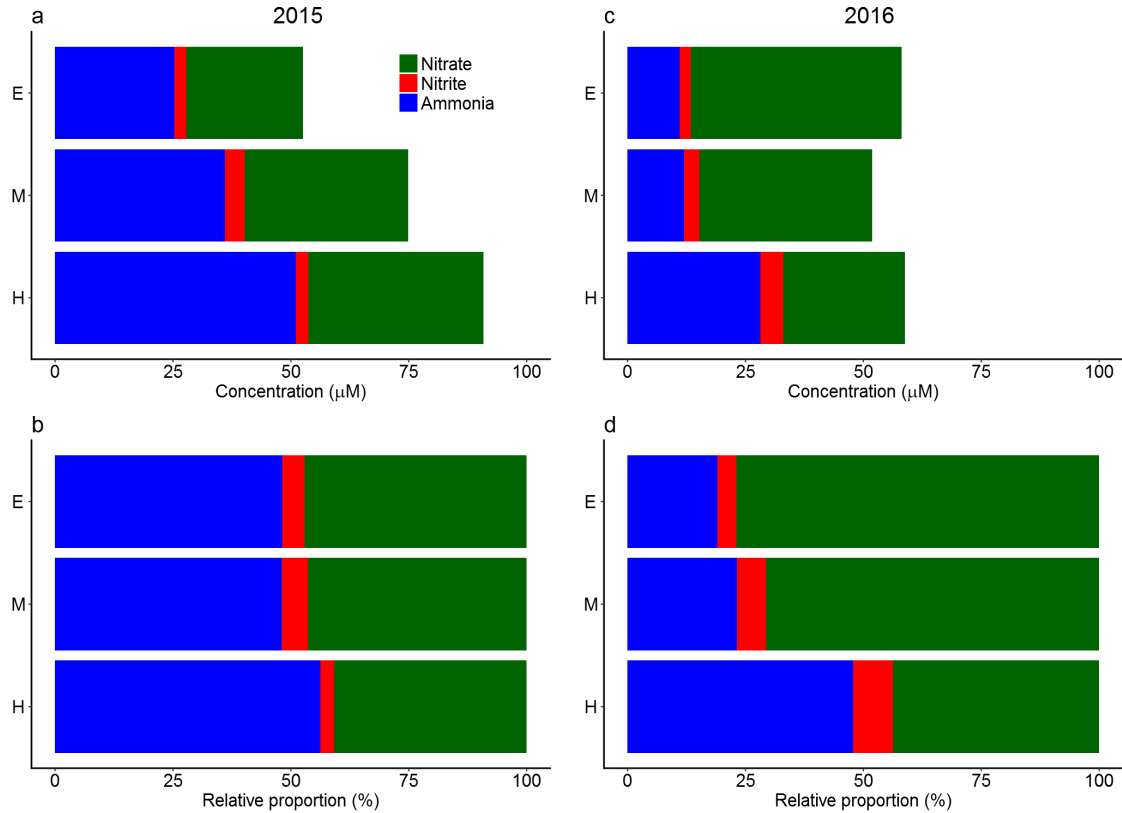 a
2015
E
M
H
Nitrate
Nitrite
Ammonia
0 25 50 75 100
Concentration (μM)
c
2016
E
M
H
0 25 50 75 100
Concentration (μM)
b
E
M
H
0 25 50 75 100
Relative proportion (%)
d
E
M
H
0 25 50 75 100
Relative proportion (%)